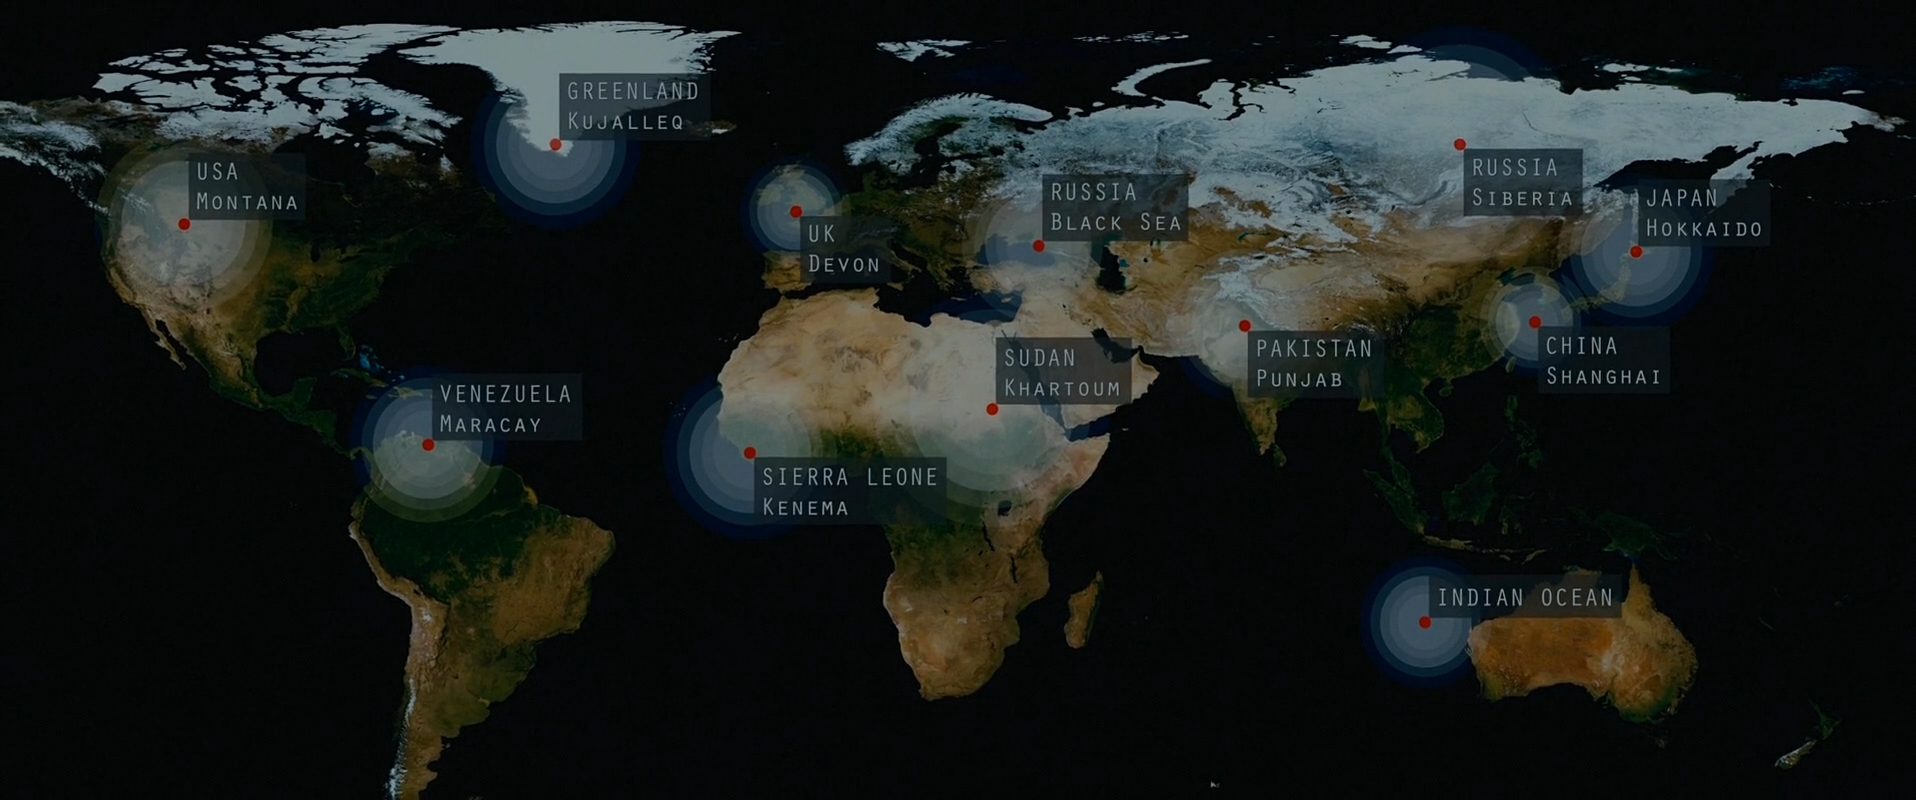 GREENLAND
KUJALLEQ
USA
MONTANA
RUSSIA
SIBERIA
RUSSIA
BLACK SEA
JAPAN
HOKKAIDO
UK
DEVON
PAKISTAN
PUNJAB
CHINA
SHANGHAI
SUDAN
KHARTOUM
VENEZUELA
MARACAY
SIERRA LEONE
KENEMA
INDIAN OCEAN